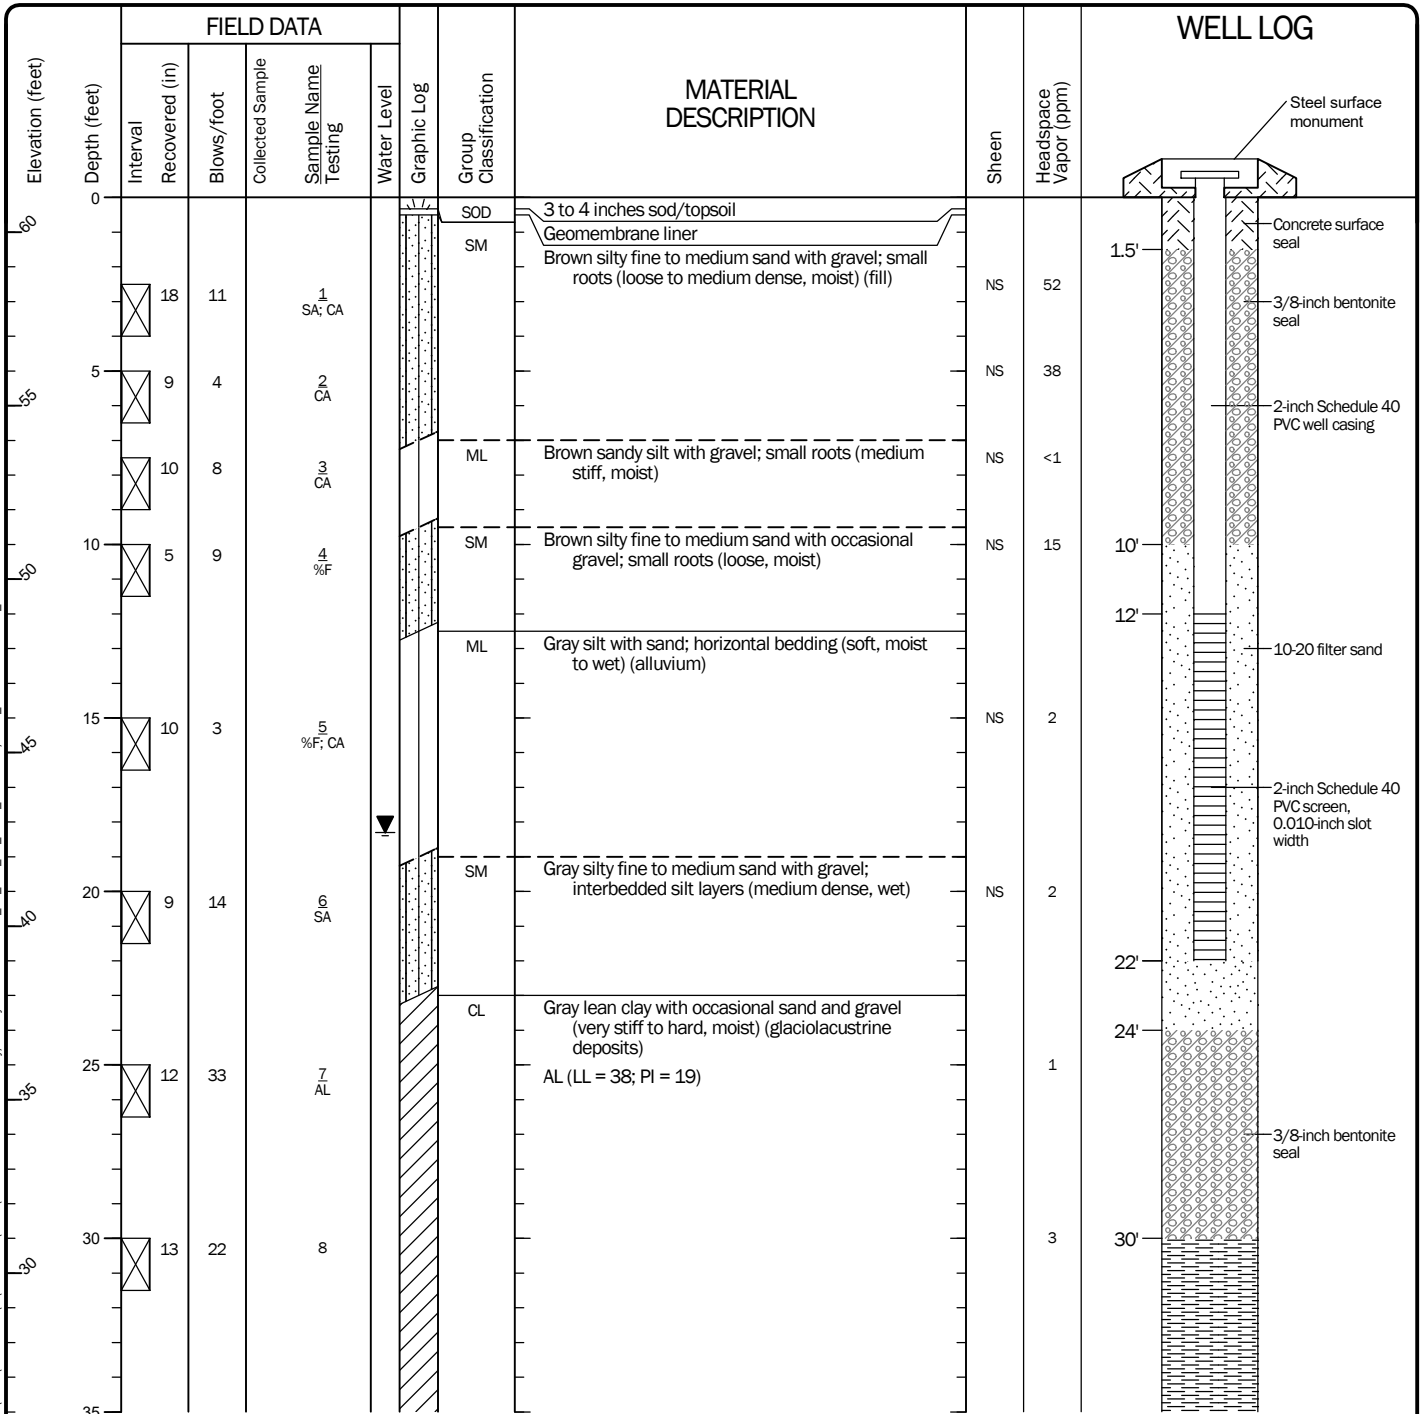 FIELD DATA
WELL LOG
Elevation (feet)
Depth (feet)
Interval
Recovered (in)
Blows/foot
Collected Sample
Sample Name
Testing
Water Level
Graphic Log
Group
Classification
MATERIAL
DESCRIPTION
Sheen
Headspace
Vapor (ppm)
Steel surface
monument
0
SOD
3 to 4 inches sod/topsoil
60
Geomembrane liner
Concrete surface
seal
SM
1.5'
Brown silty fine to medium sand with gravel; small
roots (loose to medium dense, moist) (fill)
18
11
1
SA; CA
NS
52
3/8-inch bentonite
seal
5
9
4
2
CA
NS
38
55
2-inch Schedule 40
PVC well casing
ML
Brown sandy silt with gravel; small roots (medium
stiff, moist)
10
8
3
CA
NS
<1
10
5
9
4
%F
SM
Brown silty fine to medium sand with occasional
gravel; small roots (loose, moist)
NS
15
10'
50
12'
ML
Gray silt with sand; horizontal bedding (soft, moist
to wet) (alluvium)
10-20 filter sand
15
10
3
5
%F; CA
NS
2
45
2-inch Schedule 40
PVC screen,
0.010-inch slot
width
SM
Gray silty fine to medium sand with gravel;
interbedded silt layers (medium dense, wet)
20
9
14
6
SA
NS
2
40
22'
CL
Gray lean clay with occasional sand and gravel
(very stiff to hard, moist) (glaciolacustrine
deposits)
24'
25
12
33
7
AL
AL (LL = 38; PI = 19)
1
35
3/8-inch bentonite
seal
30
13
22
8
3
30'
30
35